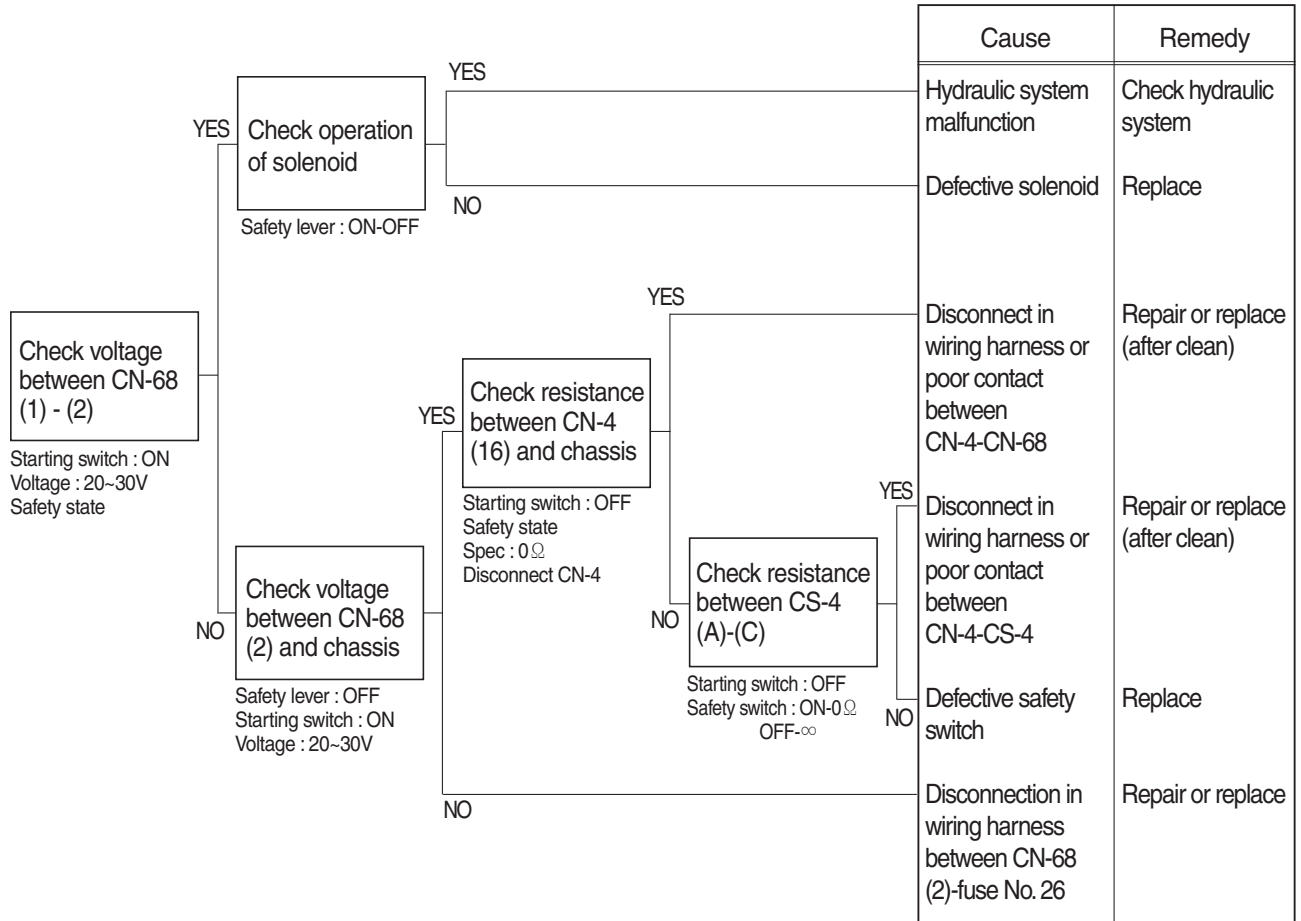 Cause
Remedy
YES
Hydraulic system
malfunction
Check hydraulic
system
YES
Check operation
of solenoid
Defective solenoid
Replace
NO
Safety lever : ON-OFF
YES
Disconnect in
wiring harness or
poor contact
between
CN-4-CN-68
Repair or replace
(after clean)
Check voltage
between CN-68
(1) - (2)
Starting switch : ON
Voltage : 20~30V
Safety state
YES
Check resistance
between CN-4
(16) and chassis
Starting switch : OFF
Safety state
Spec : 0Ω
Disconnect CN-4
YES
Disconnect in
wiring harness or
poor contact
between
CN-4-CS-4
Repair or replace
(after clean)
NO
Check voltage
between CN-68
(2) and chassis
Safety lever : OFF
Starting switch : ON
Voltage : 20~30V
NO
Check resistance
between CS-4
(A)-(C)
Starting switch : OFF
Safety switch : ON-0Ω
OFF-∞
NO
Defective safety
switch
Replace
NO
Disconnection in
wiring harness
between CN-68
(2)-fuse No. 26
Repair or replace